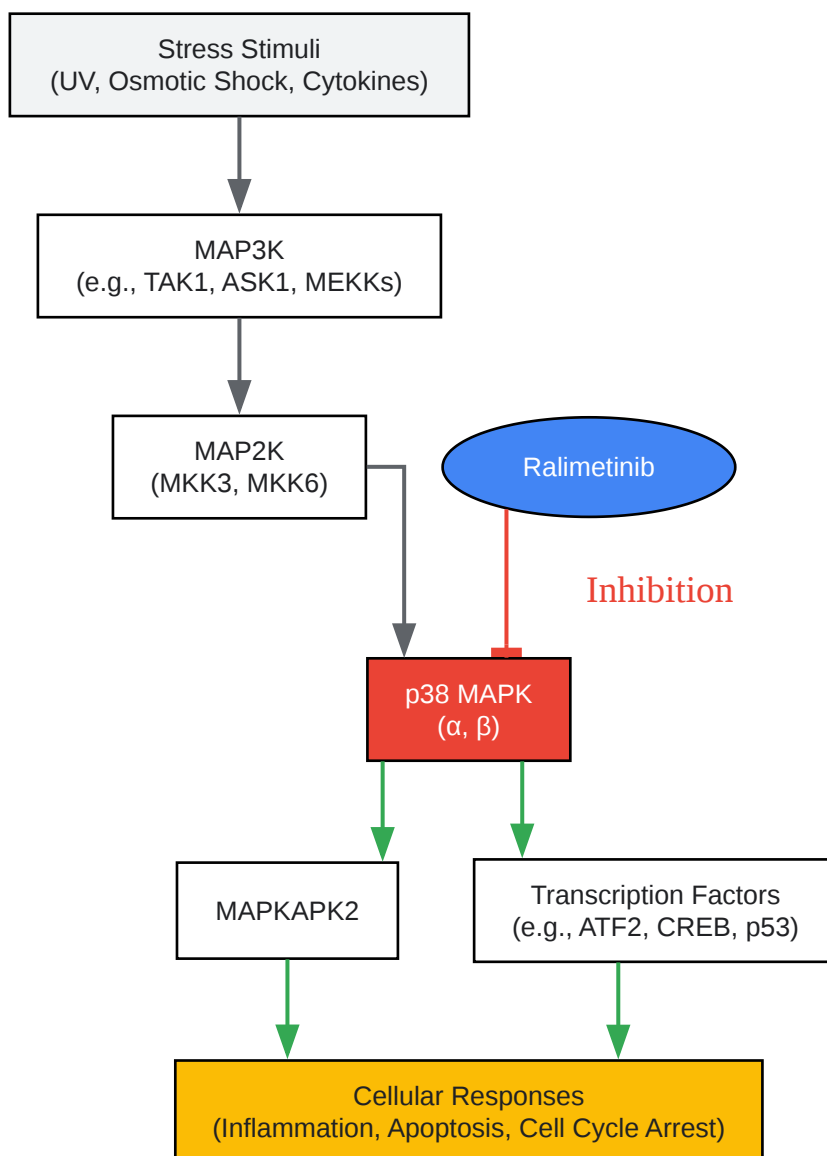 Stress Stimuli
(UV, Osmotic Shock, Cytokines)
MAP3K
(e.g., TAK1, ASK1, MEKKs)
MAP2K
(MKK3, MKK6)
Ralimetinib
Inhibition
p38 MAPK
(α, β)
MAPKAPK2
Transcription Factors
(e.g., ATF2, CREB, p53)
Cellular Responses
(Inflammation, Apoptosis, Cell Cycle Arrest)